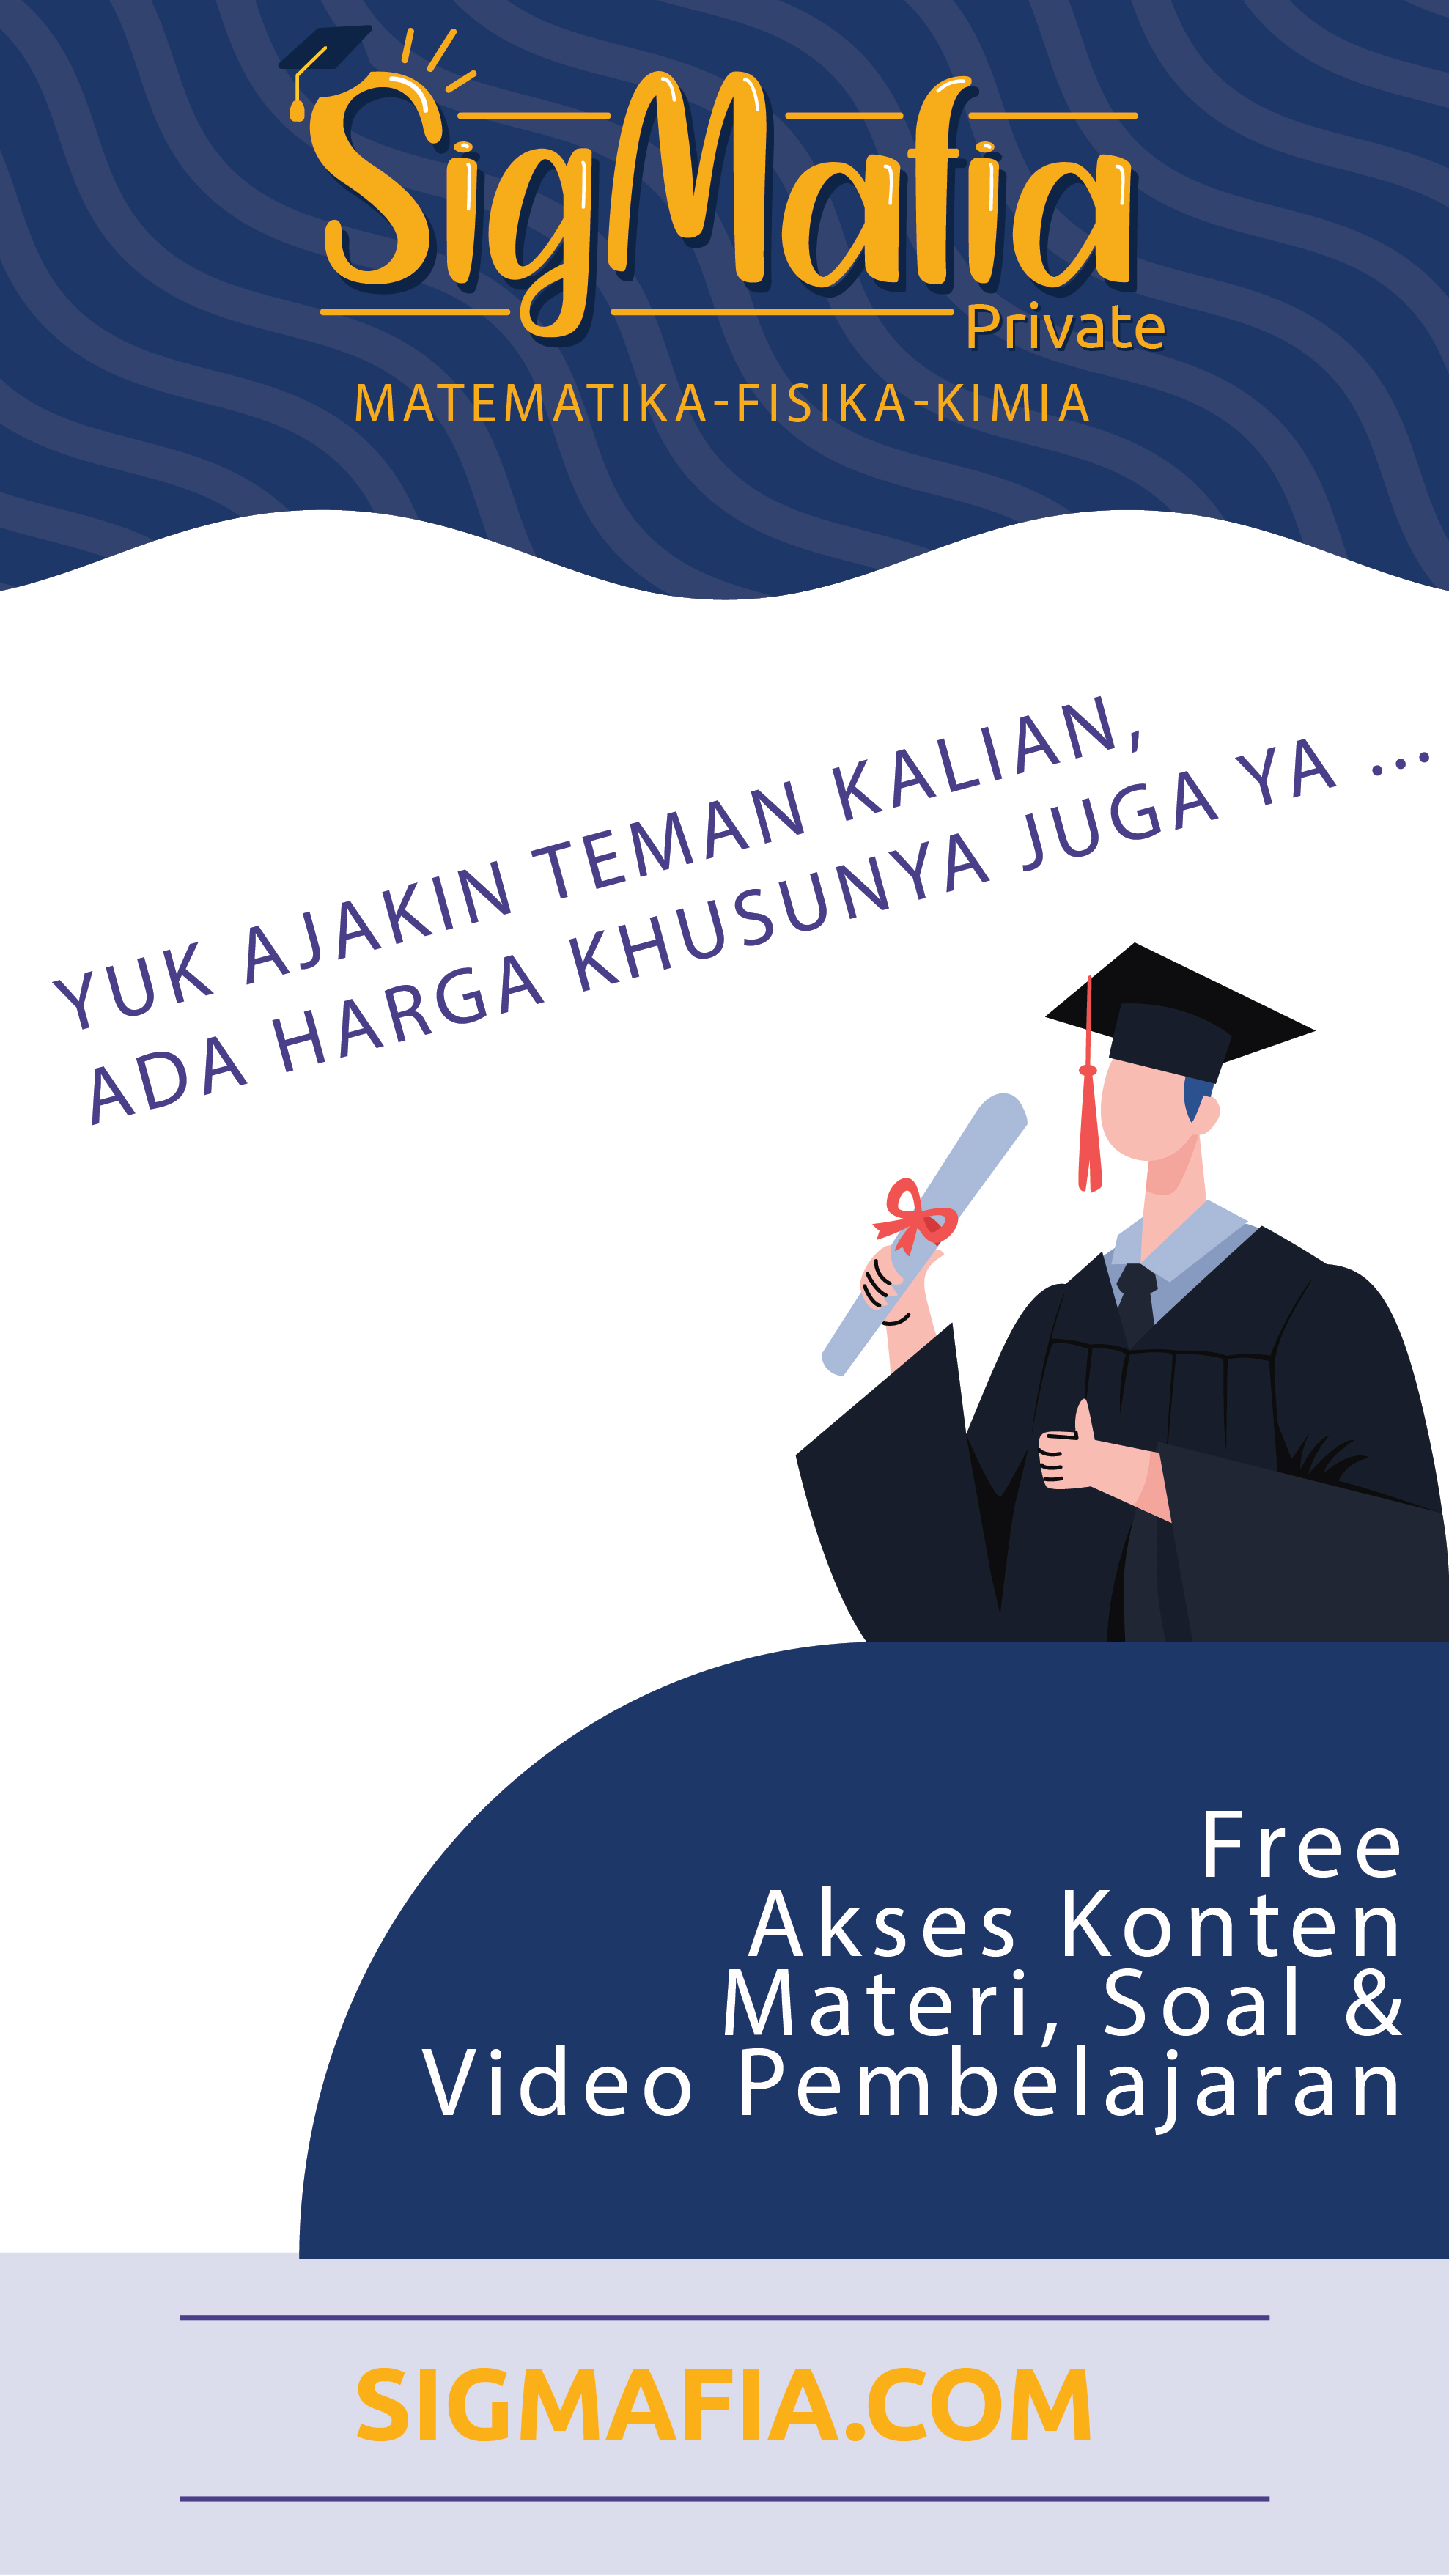 SigMafia
Private
MATEMATIKA-FISIKA-KIMIA
YUK AJAKIN TEMAN KALIAN,
ADA HARGA KHUSUNYA JUGA YA ...
Free
Akses Konten
Materi, Soal &
Video Pembelajaran
SIGMAFIA.COM